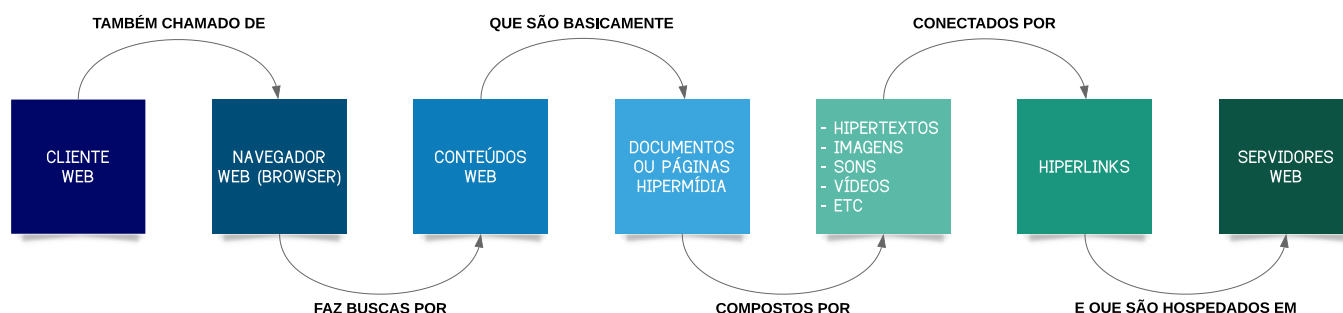 TAMBÉM CHAMADO DE
QUE SÃO BASICAMENTE
CONECTADOS POR
CLIENTE
WEB
NAVEGADOR
WEB (BROWSER)
CONTEÚDOS
WEB
DOCUMENTOS
OU PÁGINAS
HIPERMÍDIA
- HIPERTEXTOS
- IMAGENS
- SONS
- VÍDEOS
- ETC
HIPERLINKS
SERVIDORES
WEB
FAZ BUSCAS POR
COMPOSTOS POR
E QUE SÃO HOSPEDADOS EM